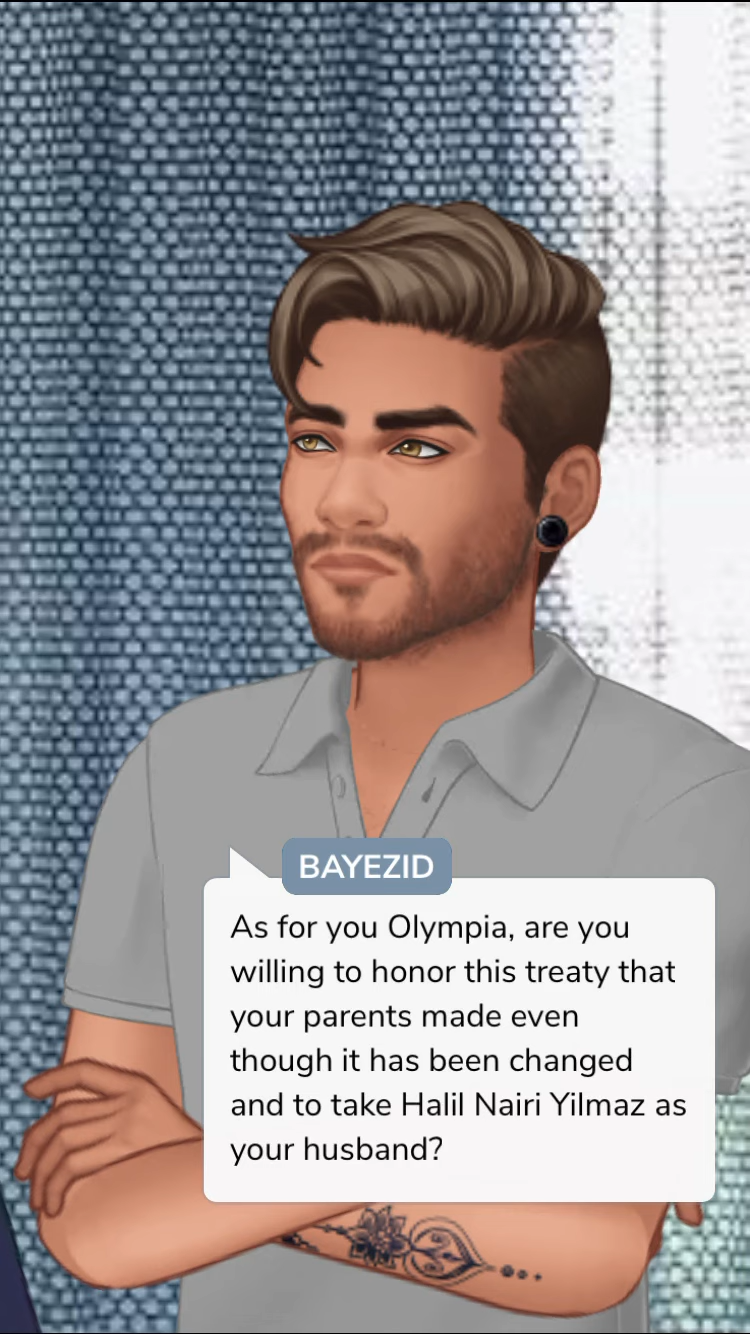 BAYEZID
As for you Olympia, are you
willing to honor this treaty that
your parents made even
though it has been changed
and to take Halil Nairi Yilmaz as
your husband?